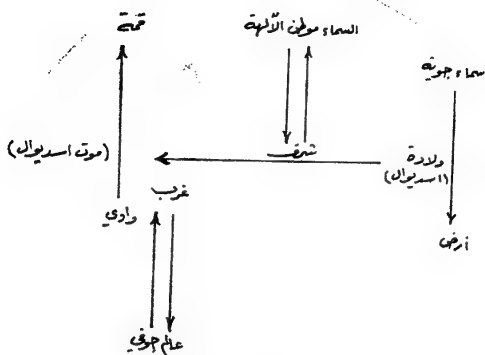 قمة
السماء موطن الآلهة
سماء جوية
(موت اسديوال)
شرق
ولادة
(اسديوال)
غرب
وادي
أرض
عالم جوفي